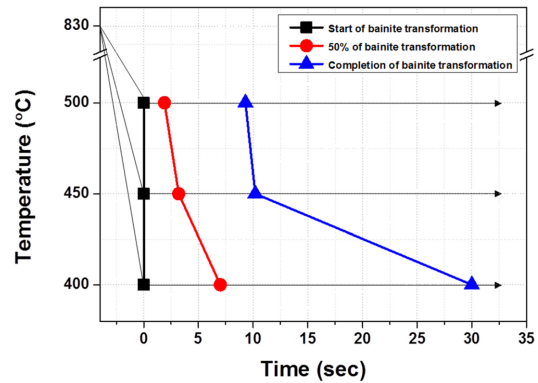 830
Start of bainite transformation
50% of bainite transformation
Completion of bainite transformation
500
450
400
Temperature (°C)
0 5 10 15 20 25 30 35
Time (sec)